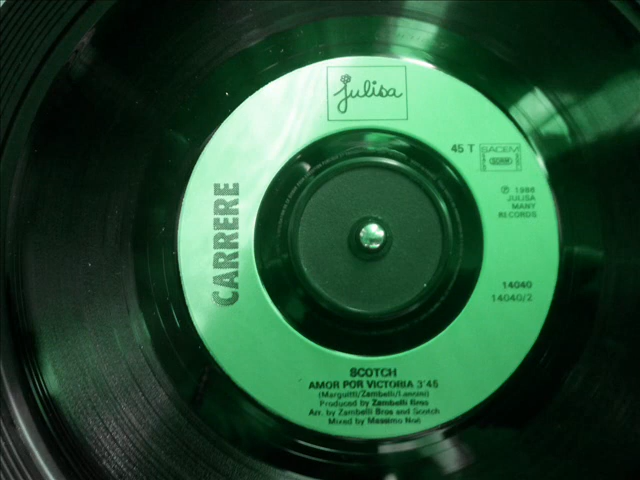 Julisa
CARRERE
45 T SACEM
℗ 1986
JULISA
MANY
RECORDS
14040
14040/2
SCOTCH
AMOR POR VICTORIA 3'45
(Margutti/Zambelli/Lannini)
Produced by Zambelli Bros
Arr. by Zambelli Bros and Scotch
Mixed by Massimo Noè